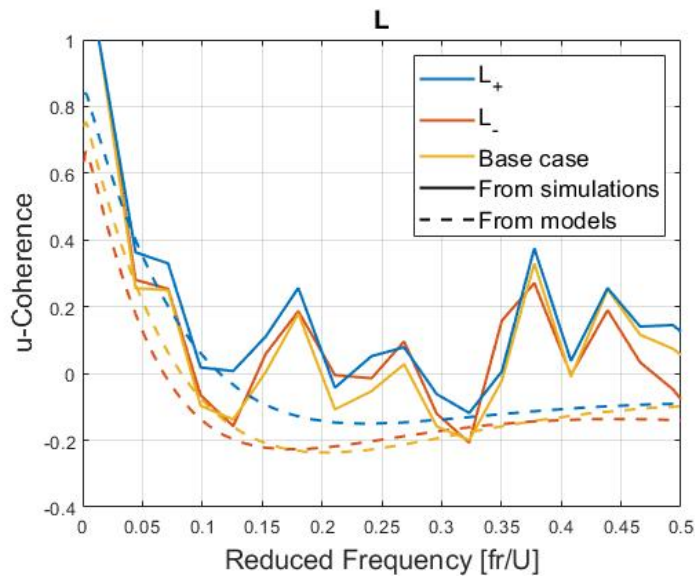 L
1
0.8
0.6
0.4
0.2
0
-0.2
-0.4
u-Coherence
L₊
L₋
Base case
From simulations
From models
0 0.05 0.1 0.15 0.2 0.25 0.3 0.35 0.4 0.45 0.5
Reduced Frequency [fr/U]